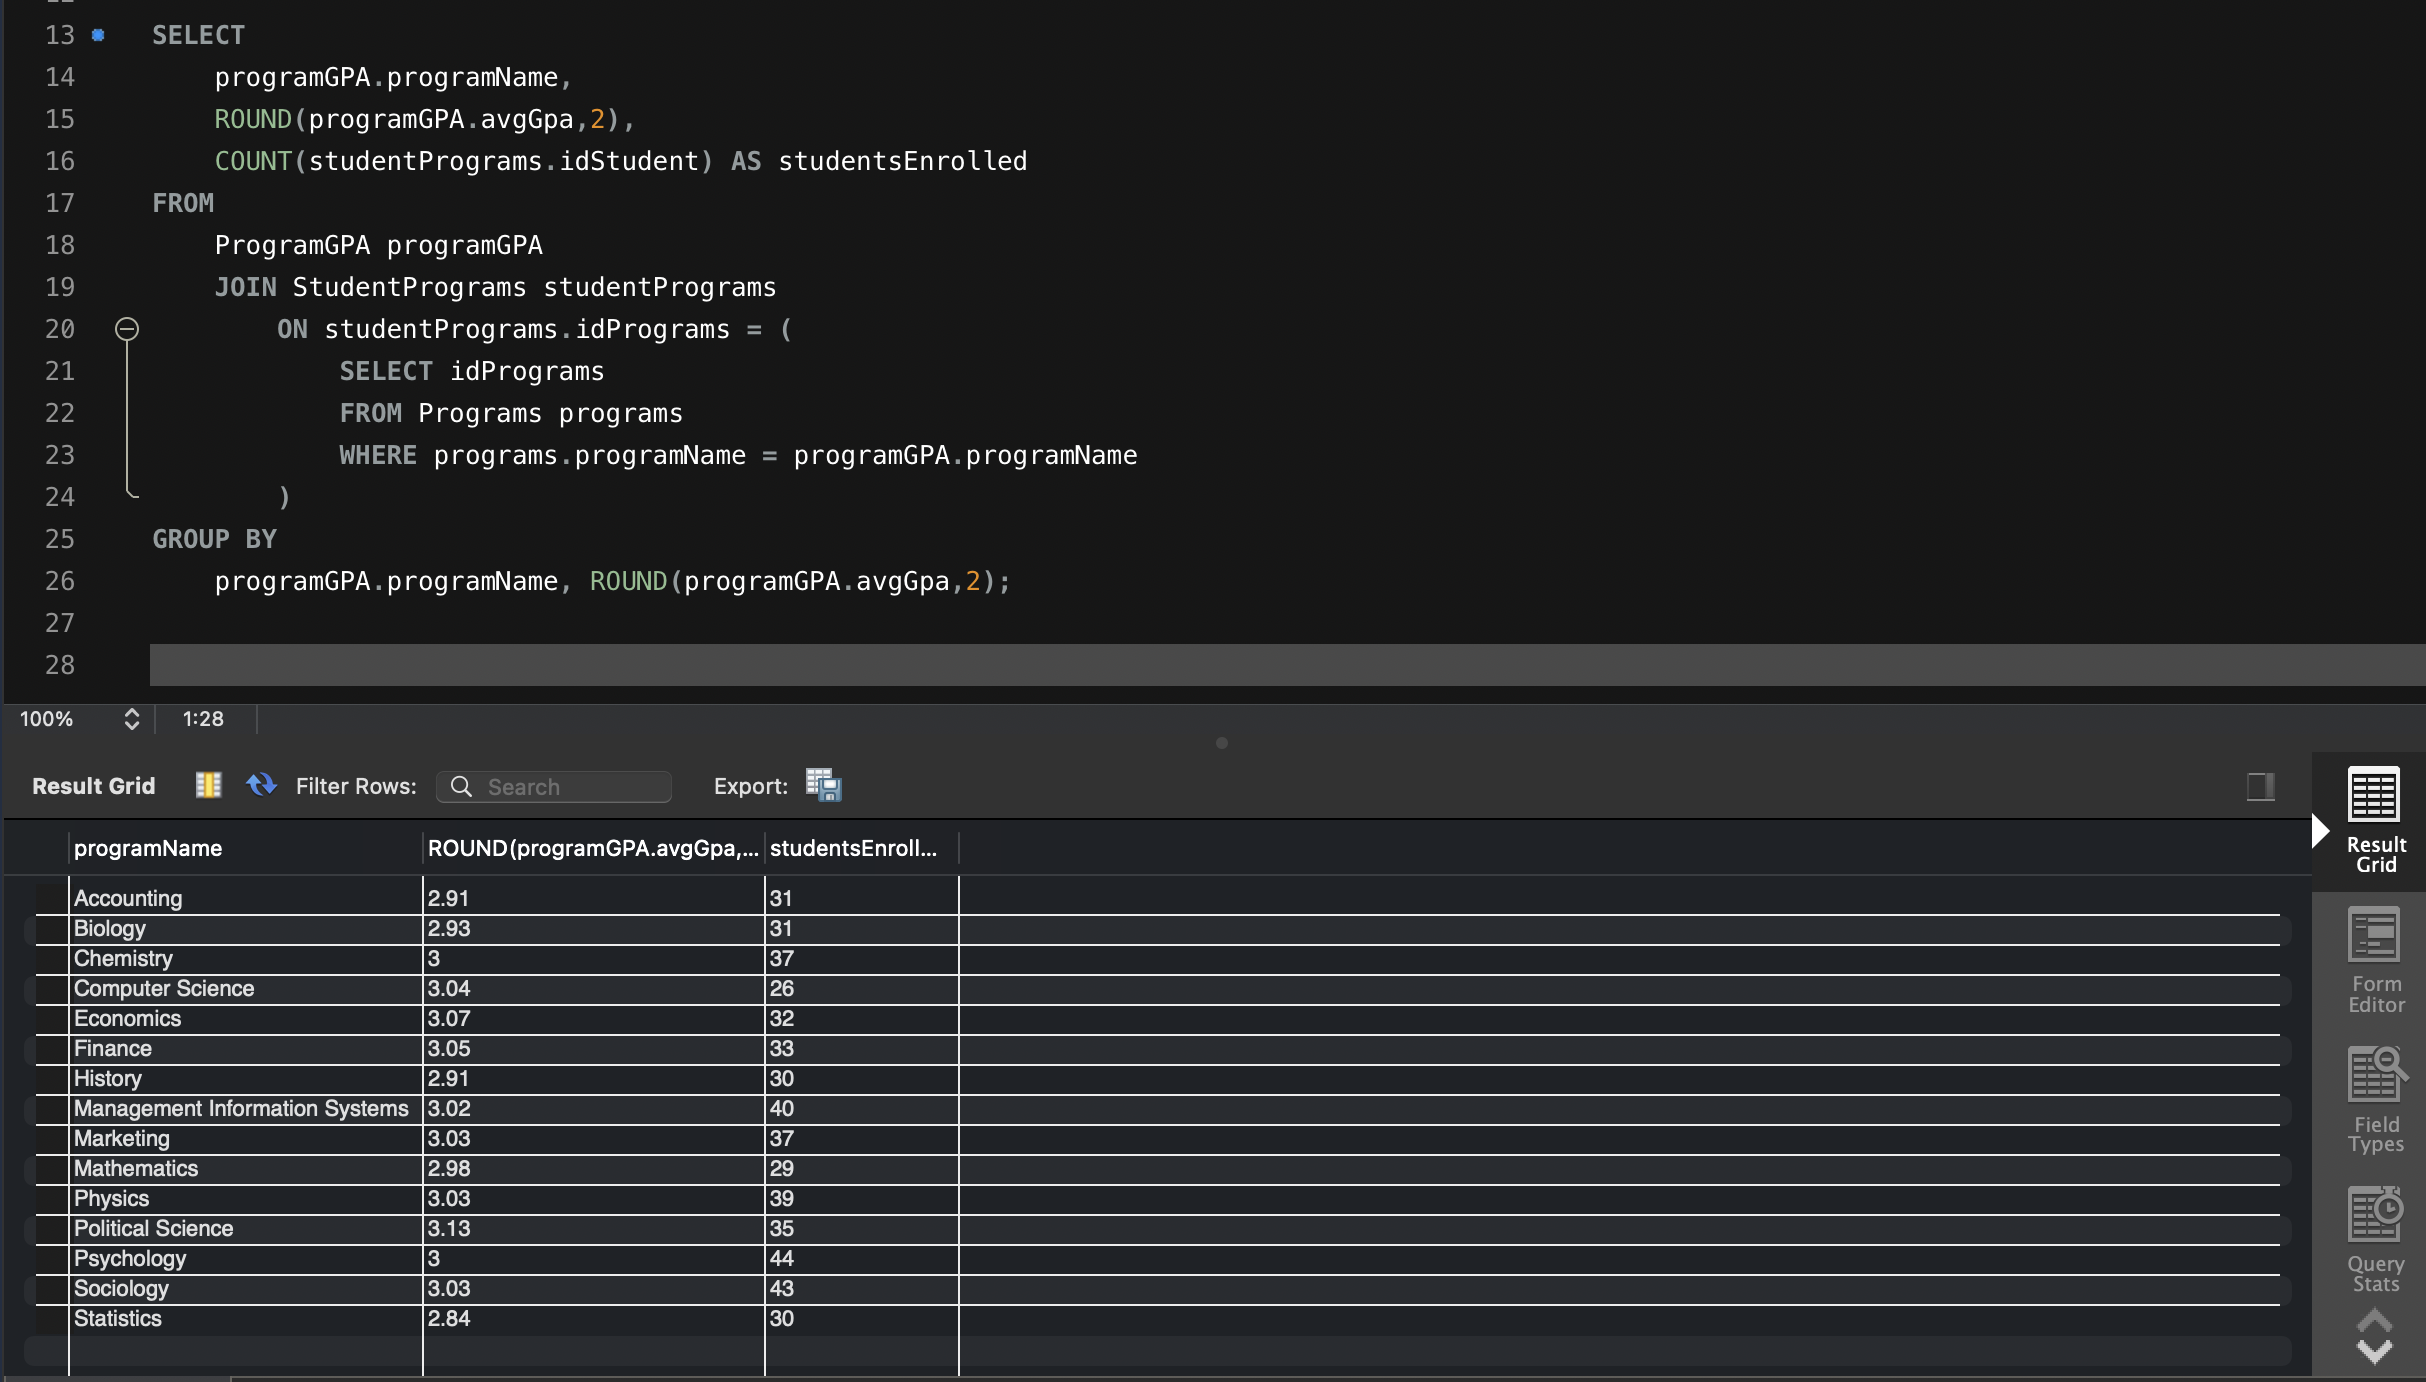 13 SELECT
14 programGPA.programName,
15 ROUND(programGPA.avgGpa,2),
16 COUNT(studentPrograms.idStudent) AS studentsEnrolled
17 FROM
18 ProgramGPA programGPA
19 JOIN StudentPrograms studentPrograms
20 ON studentPrograms.idPrograms = (
21 SELECT idPrograms
22 FROM Programs programs
23 WHERE programs.programName = programGPA.programName
24 )
25 GROUP BY
26 programGPA.programName, ROUND(programGPA.avgGpa,2);
27
28
100% 1:28
Result Grid Filter Rows: Search Export:
programName ROUND(programGPA.avgGpa,... studentsEnroll...
Accounting 2.91 31
Biology 2.93 31
Chemistry 3 37
Computer Science 3.04 26
Economics 3.07 32
Finance 3.05 33
History 2.91 30
Management Information Systems 3.02 40
Marketing 3.03 37
Mathematics 2.98 29
Physics 3.03 39
Political Science 3.13 35
Psychology 3 44
Sociology 3.03 43
Statistics 2.84 30
Result
Grid
Form
Editor
Field
Types
Query
Stats